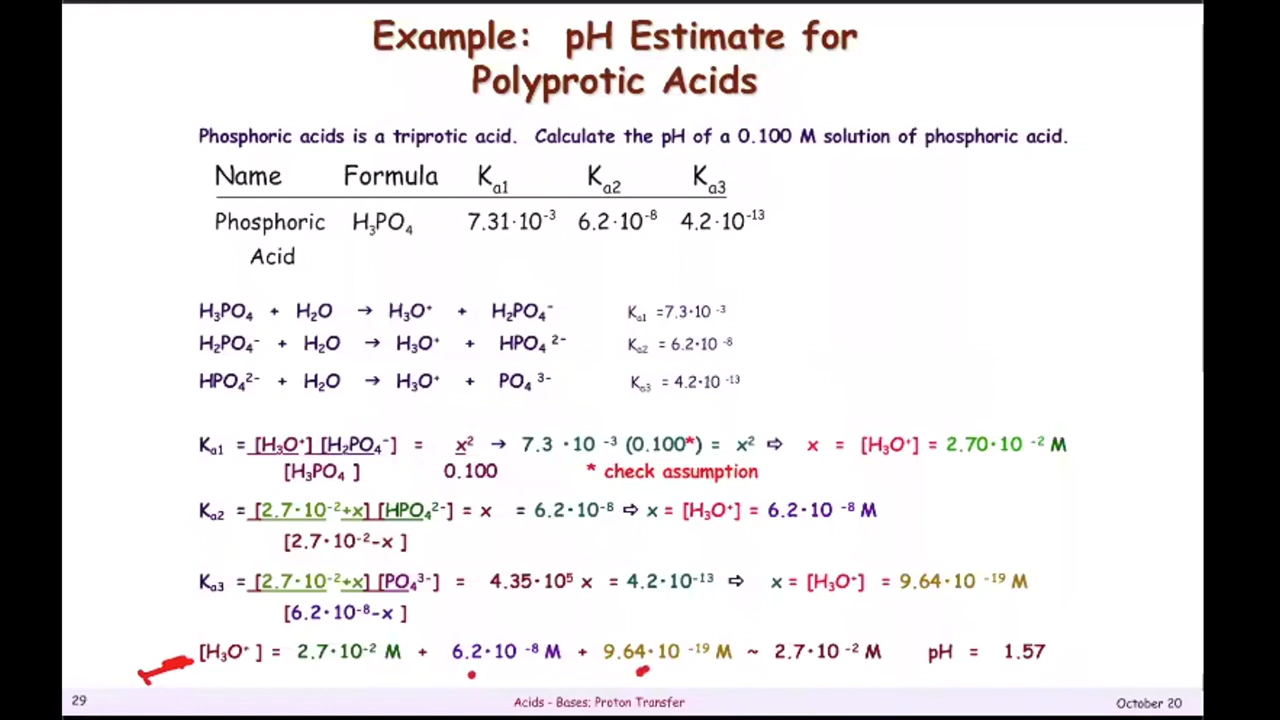 Example: pH Estimate for
Polyprotic Acids
Phosphoric acids is a triprotic acid. Calculate the pH of a 0.100 M solution of phosphoric acid.
Name Formula Kₐ₁ Kₐ₂ Kₐ₃
Phosphoric H₃PO₄ 7.31·10⁻³ 6.2·10⁻⁸ 4.2·10⁻¹³
Acid
H₃PO₄ + H₂O → H₃O⁺ + H₂PO₄⁻ Kₐ₁ =7.3·10 ⁻³
H₂PO₄⁻ + H₂O → H₃O⁺ + HPO₄ ²⁻ Kₐ₂ = 6.2·10 ⁻⁸
HPO₄²⁻ + H₂O → H₃O⁺ + PO₄ ³⁻ Kₐ₃ = 4.2·10 ⁻¹³
Kₐ₁ = [H₃O⁺] [H₂PO₄⁻] = x² → 7.3 ·10 ⁻³ (0.100*) = x² ⇨ x = [H₃O⁺] = 2.70·10 ⁻² M
[H₃PO₄ ] 0.100 * check assumption
Kₐ₂ = [2.7·10⁻²+x] [HPO₄²⁻] = x = 6.2·10⁻⁸ ⇨ x = [H₃O⁺] = 6.2·10 ⁻⁸ M
[2.7·10⁻²-x ]
Kₐ₃ = [2.7·10⁻²+x] [PO₄³⁻] = 4.35·10⁵ x = 4.2·10⁻¹³ ⇨ x = [H₃O⁺] = 9.64·10 ⁻¹⁹ M
[6.2·10⁻⁸-x ]
[H₃O⁺ ] = 2.7·10⁻² M + 6.2·10 ⁻⁸ M + 9.64·10 ⁻¹⁹ M ~ 2.7·10 ⁻² M pH = 1.57
29 Acids - Bases; Proton Transfer October 20